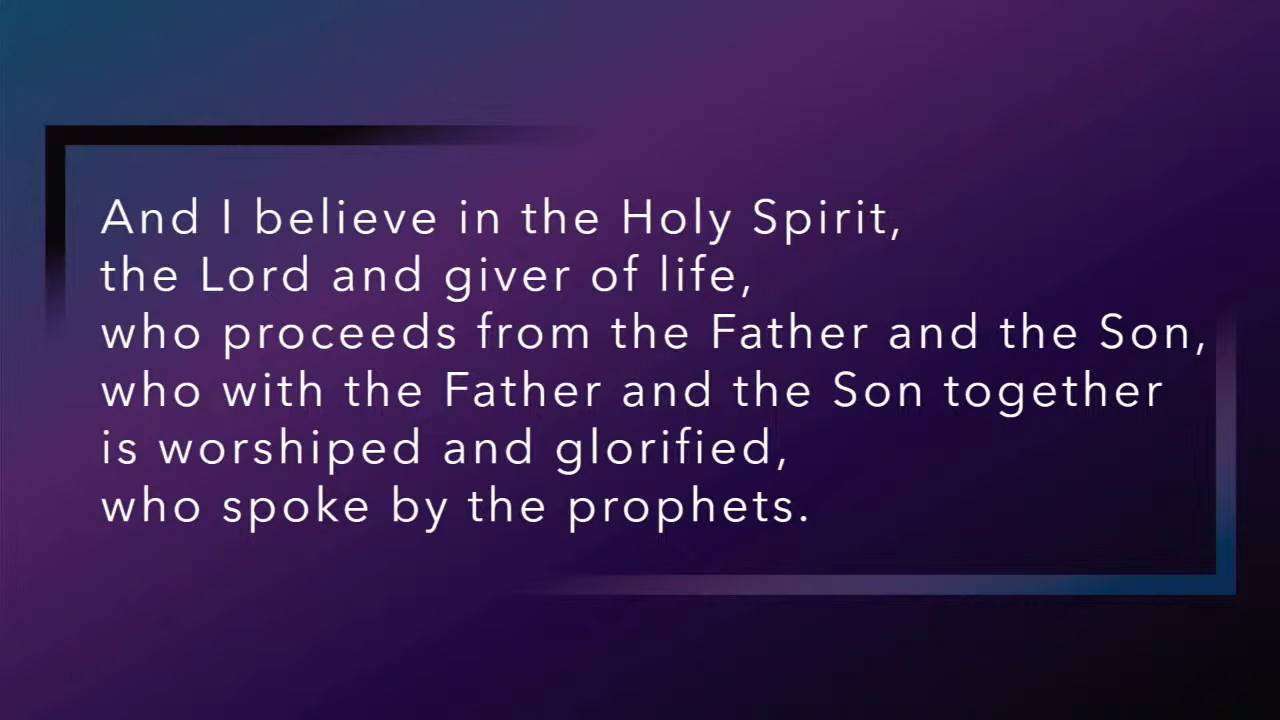 And I believe in the Holy Spirit,
the Lord and giver of life,
who proceeds from the Father and the Son,
who with the Father and the Son together
is worshiped and glorified,
who spoke by the prophets.